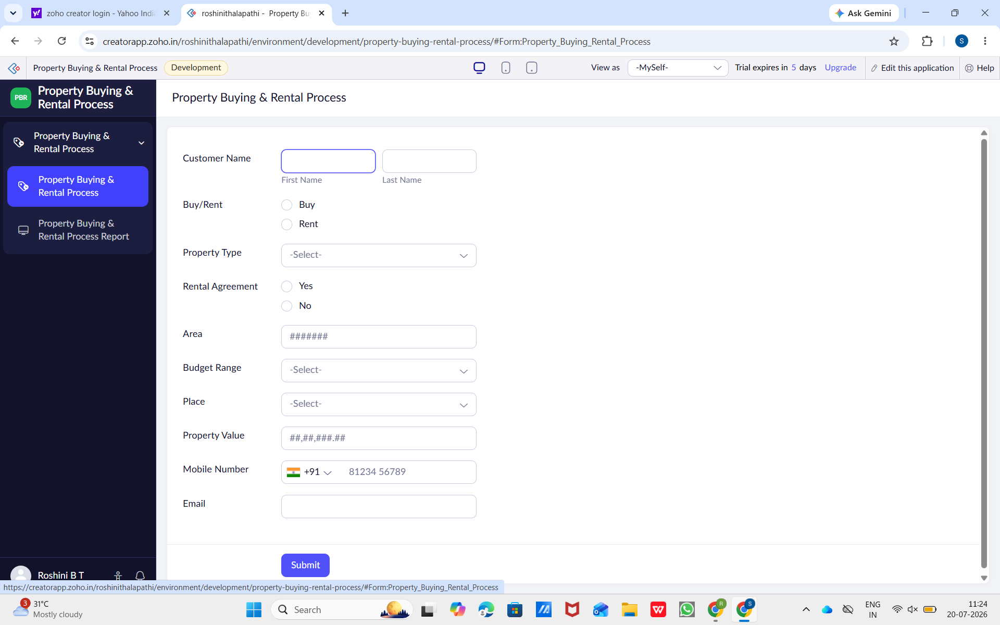 zoho creator login - Yahoo Indi
roshinithalapathi - Property Bu
Ask Gemini
creatorapp.zoho.in/roshinithalapathi/environment/development/property-buying-rental-process/#Form:Property_Buying_Rental_Process
S
Property Buying & Rental Process
Development
View as
-MySelf-
Trial expires in 5 days
Upgrade
Edit this application
Help
PBR
Property Buying &
Rental Process
Property Buying &
Rental Process
Property Buying &
Rental Process
Property Buying &
Rental Process Report
Roshini B T
Property Buying & Rental Process
Customer Name
First Name
Last Name
Buy/Rent
Buy
Rent
Property Type
-Select-
Rental Agreement
Yes
No
Area
#######
Budget Range
-Select-
Place
-Select-
Property Value
##,##,###.##
Mobile Number
+91
81234 56789
Email
Submit
https://creatorapp.zoho.in/roshinithalapathi/environment/development/property-buying-rental-process/#Form:Property_Buying_Rental_Process
3
31°C
Mostly cloudy
Search
R
S
ENG
IN
11:24
20-07-2026